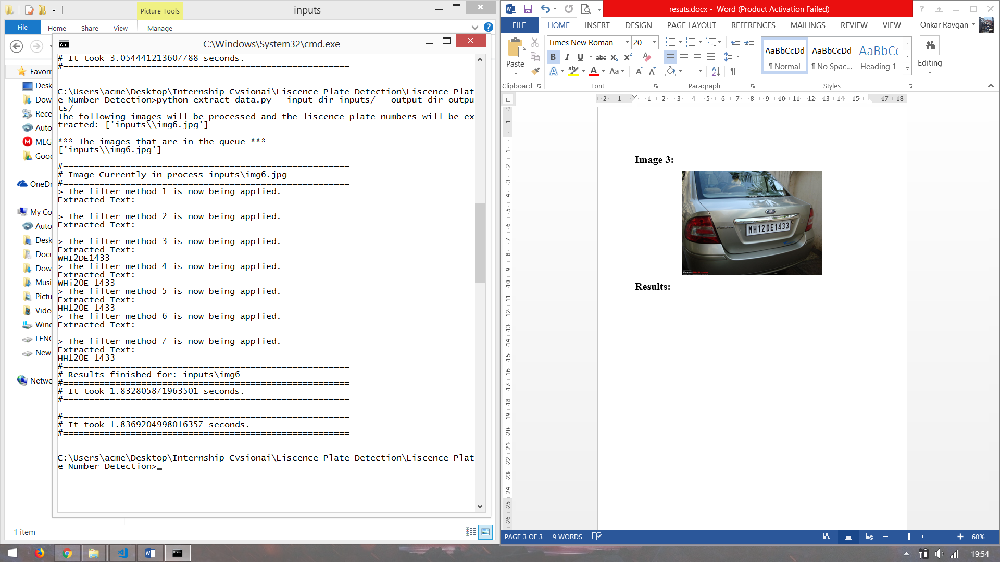 Picture Tools
inputs
File
Home
Share
View
Manage
1 item
C:\Windows\System32\cmd.exe
# It took 3.054441213607788 seconds.
#=======================================================
C:\Users\acme\Desktop\Internship Cvsionai\Liscence Plate Detection\Liscence Plat
e Number Detection>python extract_data.py --input_dir inputs/ --output_dir outpu
ts/
The following images will be processed and the liscence plate numbers will be ex
tracted: ['inputs\\img6.jpg']
*** The images that are in the queue ***
['inputs\\img6.jpg']
#=======================================================
# Image Currently in process inputs\img6.jpg
#=======================================================
> The filter method 1 is now being applied.
Extracted Text:
> The filter method 2 is now being applied.
Extracted Text:
> The filter method 3 is now being applied.
Extracted Text:
WHI2DE1433
> The filter method 4 is now being applied.
Extracted Text:
WHi2OE 1433
> The filter method 5 is now being applied.
Extracted Text:
HH12OE 1433
> The filter method 6 is now being applied.
Extracted Text:
> The filter method 7 is now being applied.
Extracted Text:
HH12OE 1433
#=======================================================
# Results finished for: inputs\img6
#=======================================================
# It took 1.832805871963501 seconds.
#=======================================================
#=======================================================
# It took 1.8369204998016357 seconds.
#=======================================================
C:\Users\acme\Desktop\Internship Cvsionai\Liscence Plate Detection\Liscence Plat
e Number Detection>
Favori
Desk
Dow
Rece
Auto
MEGA
Goog
OneDr
My Co
Auto
Desk
Docu
Dow
Musi
Pictu
Video
Wind
LENO
New
Netwo
resuts.docx - Word (Product Activation Failed)
FILE
HOME
INSERT
DESIGN
PAGE LAYOUT
REFERENCES
MAILINGS
REVIEW
VIEW
Onkar Ravgan
Paste
Times New Roman
20
B I U abc X₂ X²
A Aa
AaBbCcDd
¶ Normal
AaBbCcDd
¶ No Spac...
AaBbCc
Heading 1
Editing
Clipboard
Font
Paragraph
Styles
2 1 1 2 3 4 5 6 7 8 9 10 11 12 13 14 15 17 18
1
1
2
3
4
5
6
7
8
9
10
11
12
13
14
15
16
17
18
19
20
21
22
23
24
25
26
Image 3:
Ford
MH12DE1433
Team-BHP.com
Results:
PAGE 3 OF 3
9 WORDS
60%
19:54